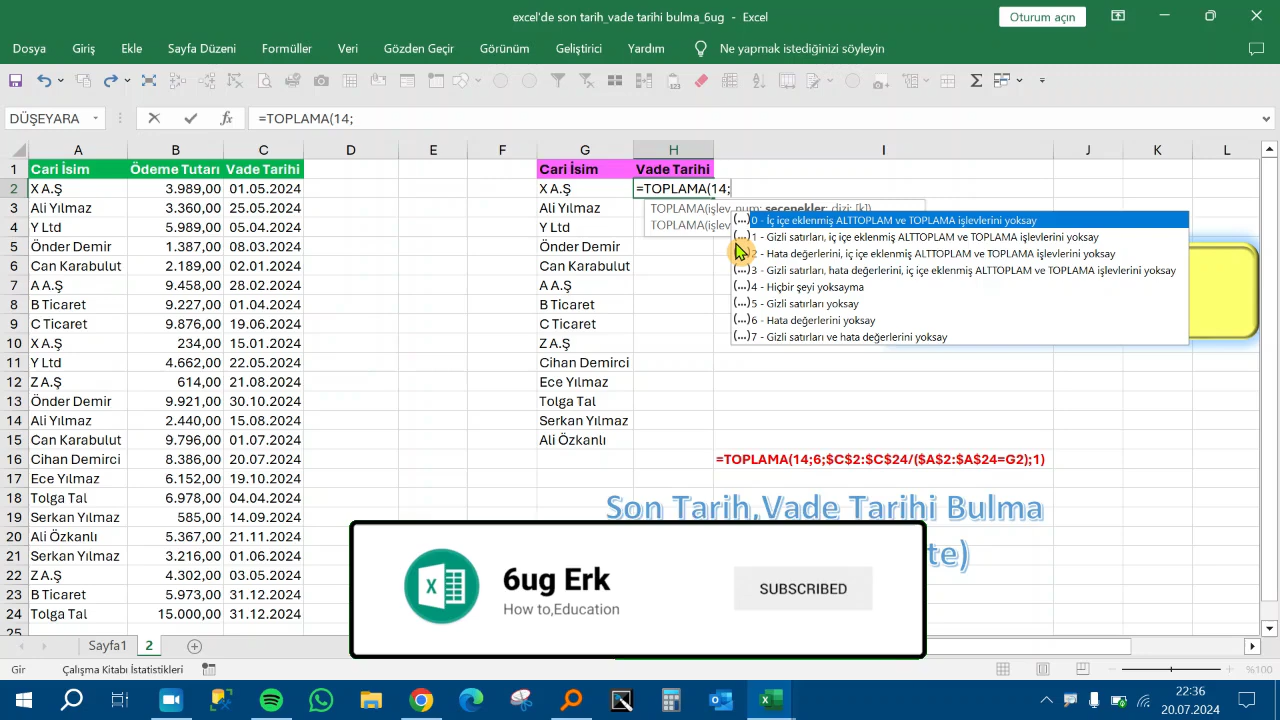 excel'de son tarih_vade tarihi bulma_6ug - Excel
Oturum açın
Dosya Giriş Ekle Sayfa Düzeni Formüller Veri Gözden Geçir Görünüm Geliştirici Yardım Ne yapmak istediğinizi söyleyin
DÜŞEYARA fx =TOPLAMA(14;
A B C D E F G H I J K L
1 Cari İsim Ödeme Tutarı Vade Tarihi Cari İsim Vade Tarihi
2 X A.Ş 3.989,00 01.05.2024 X A.Ş =TOPLAMA(14;
3 Ali Yılmaz 3.360,00 25.05.2024 Ali Yılmaz TOPLAMA(işlev_num; seçenekler; dizi; [k])
4 Y Ltd 5.989,00 05.04.2024 Y Ltd TOPLAMA(işlev
0 - İç içe eklenmiş ALTTOPLAM ve TOPLAMA işlevlerini yoksay
(...)1 - Gizli satırları, iç içe eklenmiş ALTTOPLAM ve TOPLAMA işlevlerini yoksay
2 - Hata değerlerini, iç içe eklenmiş ALTTOPLAM ve TOPLAMA işlevlerini yoksay
(...)3 - Gizli satırları, hata değerlerini, iç içe eklenmiş ALTTOPLAM ve TOPLAMA işlevlerini yoksay
(...)4 - Hiçbir şeyi yoksayma
(...)5 - Gizli satırları yoksay
(...)6 - Hata değerlerini yoksay
(...)7 - Gizli satırları ve hata değerlerini yoksay
5 Önder Demir 1.387,00 08.03.2024 Önder Demir
6 Can Karabulut 2.189,00 02.01.2024 Can Karabulut
7 A A.Ş 9.458,00 28.02.2024 A A.Ş
8 B Ticaret 9.227,00 01.04.2024 B Ticaret
9 C Ticaret 9.876,00 19.06.2024 C Ticaret
10 X A.Ş 234,00 15.01.2024 Z A.Ş
11 Y Ltd 4.662,00 22.05.2024 Cihan Demirci
12 Z A.Ş 614,00 21.08.2024 Ece Yılmaz
13 Önder Demir 9.921,00 30.10.2024 Tolga Tal
14 Ali Yılmaz 2.440,00 15.08.2024 Serkan Yılmaz
15 Can Karabulut 9.796,00 01.07.2024 Ali Özkanlı
16 Cihan Demirci 8.386,00 20.07.2024 =TOPLAMA(14;6;$C$2:$C$24/($A$2:$A$24=G2);1)
17 Ece Yılmaz 6.152,00 19.10.2024
18 Tolga Tal 6.978,00 04.04.2024
19 Serkan Yılmaz 585,00 14.09.2024
20 Ali Özkanlı 5.367,00 21.11.2024
21 Serkan Yılmaz 3.216,00 01.06.2024
22 Z A.Ş 4.302,00 03.05.2024
23 B Ticaret 5.973,00 31.12.2024
24 Tolga Tal 15.000,00 31.12.2024
25
Son Tarih,Vade Tarihi Bulma
te)
6ug Erk
How to,Education
SUBSCRIBED
Sayfa1 2
Gir Çalışma Kitabı İstatistikleri %100
22:36
20.07.2024